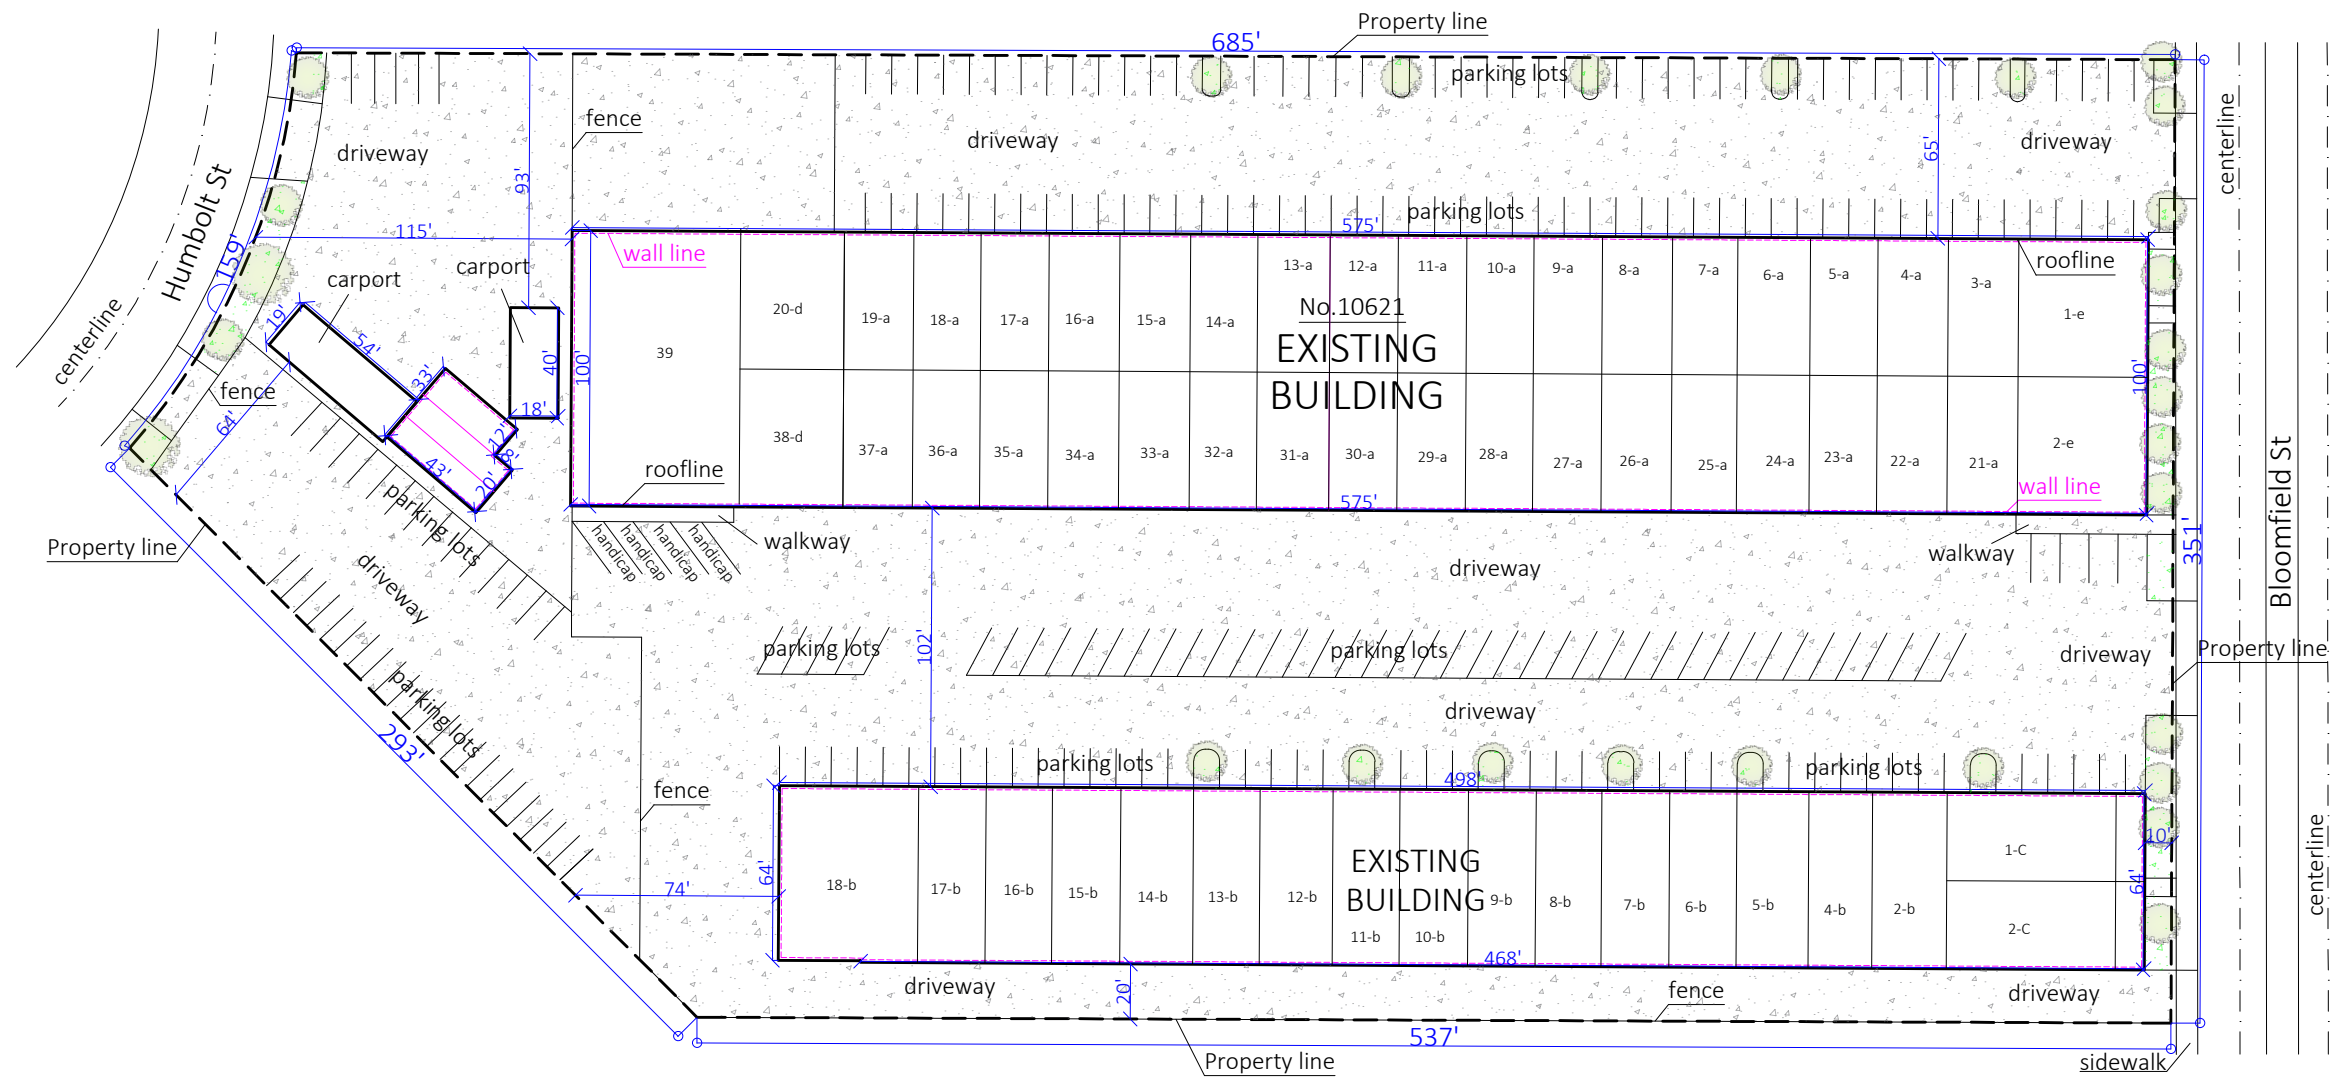 Property line
685'
parking lots
fence
driveway
driveway
driveway
centerline
93'
65'
Humbolt St
159'
115'
parking lots
575'
wall line
roofline
carport
carport
13-a
12-a
11-a
10-a
9-a
8-a
7-a
6-a
5-a
4-a
3-a
1-e
20-d
19-a
18-a
17-a
16-a
15-a
14-a
No.10621
EXISTING
BUILDING
39
19'
54'
33'
40'
100'
100'
18'
centerline
fence
64'
12'
8'
43'
20'
38-d
37-a
36-a
35-a
34-a
33-a
32-a
31-a
30-a
29-a
28-a
27-a
26-a
25-a
24-a
23-a
22-a
21-a
2-e
roofline
wall line
575'
parking lots
Property line
handicap
handicap
handicap
handicap
walkway
walkway
driveway
driveway
351'
Bloomfield St
102'
parking lots
parking lots
driveway
Property line
driveway
parking lots
293'
parking lots
498'
parking lots
fence
64'
74'
10'
64'
EXISTING
BUILDING
18-b
17-b
16-b
15-b
14-b
13-b
12-b
11-b
10-b
9-b
8-b
7-b
6-b
5-b
4-b
2-b
1-C
2-C
centerline
468'
driveway
20'
fence
driveway
537'
Property line
sidewalk